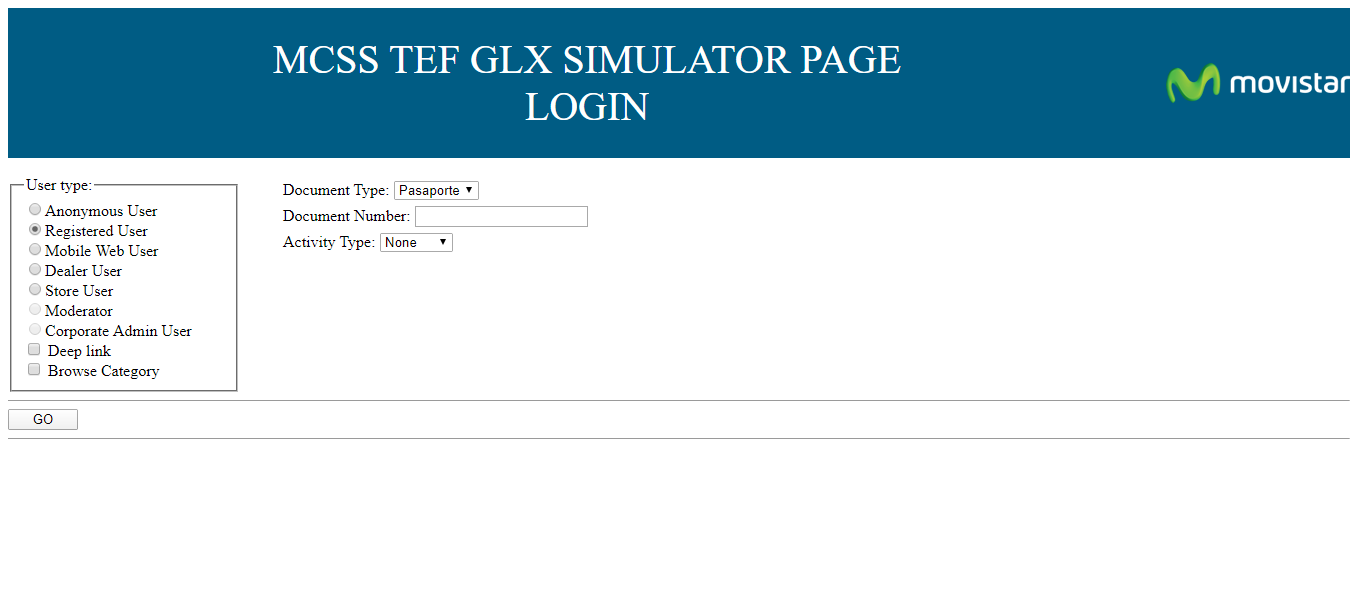 MCSS TEF GLX SIMULATOR PAGE
LOGIN
movistar
User type:
Anonymous User
Registered User
Mobile Web User
Dealer User
Store User
Moderator
Corporate Admin User
Deep link
Browse Category
Document Type: Pasaporte
Document Number:
Activity Type: None
GO